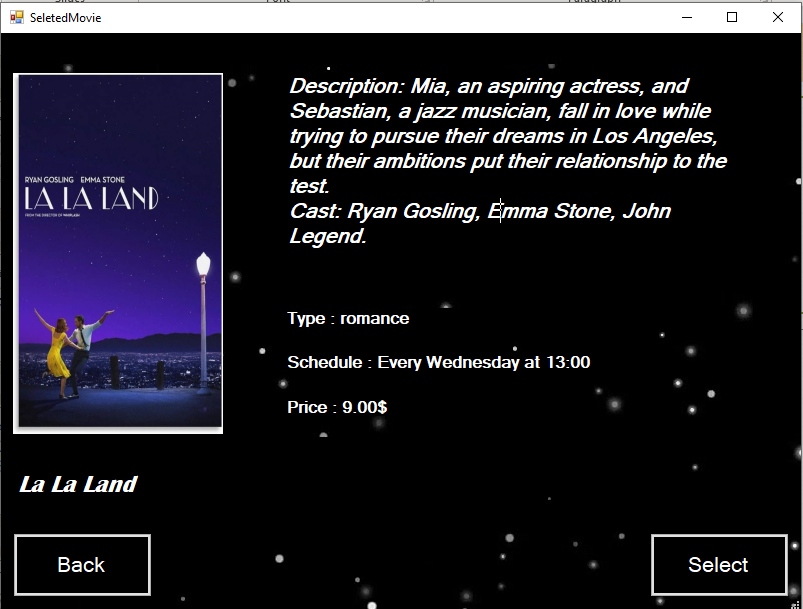 SeletedMovie
Description: Mia, an aspiring actress, and
Sebastian, a jazz musician, fall in love while
trying to pursue their dreams in Los Angeles,
but their ambitions put their relationship to the
test.
Cast: Ryan Gosling, Emma Stone, John
Legend.
RYAN GOSLING EMMA STONE
LA LA LAND
FROM THE DIRECTOR OF WHIPLASH
Type : romance
Schedule : Every Wednesday at 13:00
Price : 9.00$
La La Land
Back
Select